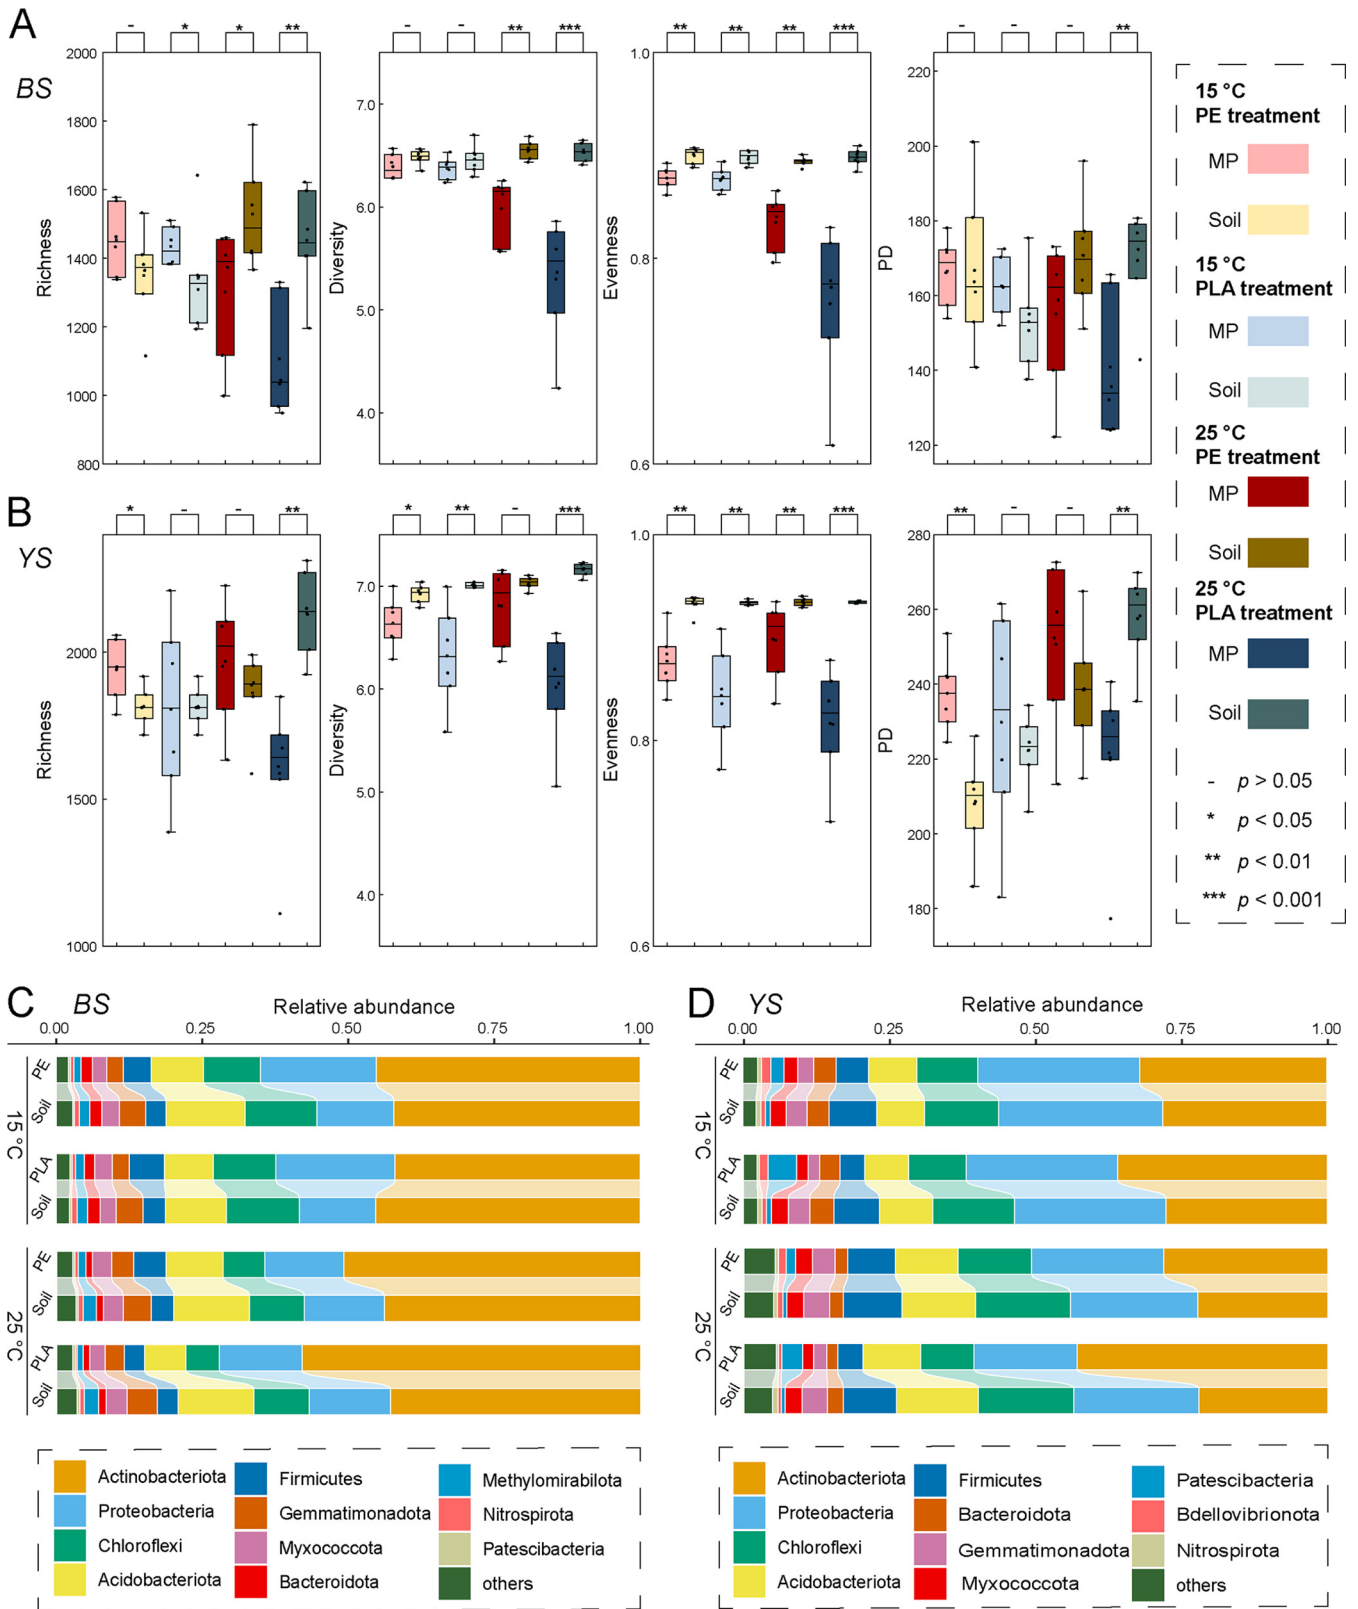 A
BS
- * * **
2000
1800
1600
1400
1200
1000
800
Richness
- - ** ***
7.0
6.0
5.0
4.0
Diversity
** ** ** ***
1.0
0.8
0.6
Evenness
- - - **
220
200
180
160
140
120
PD
15 °C
PE treatment
MP
Soil
15 °C
PLA treatment
MP
Soil
25 °C
PE treatment
MP
Soil
25 °C
PLA treatment
MP
Soil
- p > 0.05
* p < 0.05
** p < 0.01
*** p < 0.001
B
YS
* - - **
2000
1500
1000
Richness
* ** - ***
7.0
6.0
5.0
4.0
Diversity
** ** ** ***
1.0
0.8
0.6
Evenness
** - - **
280
260
240
220
200
180
PD
C BS Relative abundance
0.00 0.25 0.50 0.75 1.00
15 °C
PE
Soil
PLA
Soil
25 °C
PE
Soil
PLA
Soil
Actinobacteriota
Proteobacteria
Chloroflexi
Acidobacteriota
Firmicutes
Gemmatimonadota
Myxococcota
Bacteroidota
Methylomirabilota
Nitrospirota
Patescibacteria
others
D YS Relative abundance
0.00 0.25 0.50 0.75 1.00
15 °C
PE
Soil
PLA
Soil
25 °C
PE
Soil
PLA
Soil
Actinobacteriota
Proteobacteria
Chloroflexi
Acidobacteriota
Firmicutes
Bacteroidota
Gemmatimonadota
Myxococcota
Patescibacteria
Bdellovibrionota
Nitrospirota
others